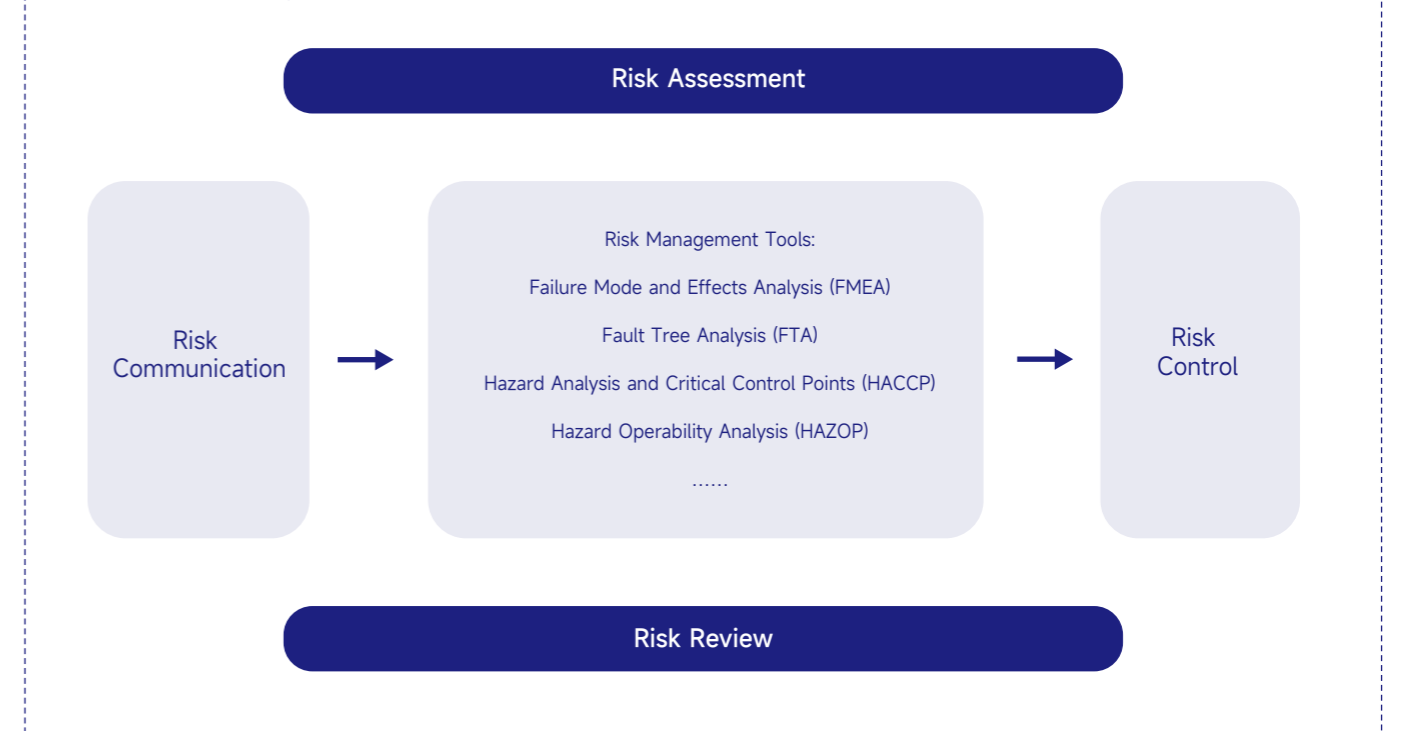 Risk Assessment
Risk
Communication
Risk Management Tools:
Failure Mode and Effects Analysis (FMEA)
Fault Tree Analysis (FTA)
Hazard Analysis and Critical Control Points (HACCP)
Hazard Operability Analysis (HAZOP)
......
Risk
Control
Risk Review